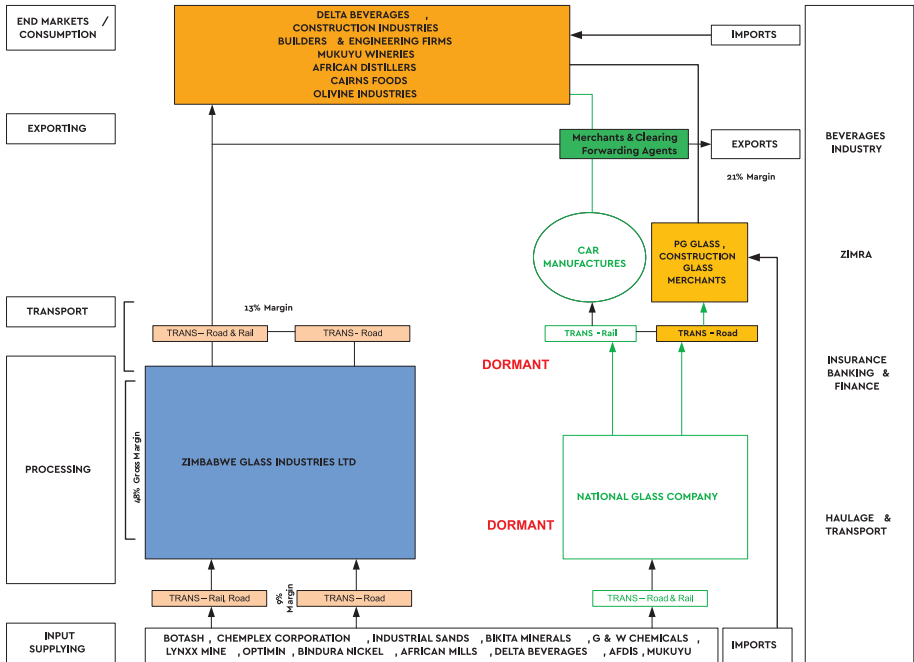 END MARKETS /
CONSUMPTION
DELTA BEVERAGES ,
CONSTRUCTION INDUSTRIES
BUILDERS & ENGINEERING FIRMS
MUKUYU WINERIES
AFRICAN DISTILLERS
CAIRNS FOODS
OLIVINE INDUSTRIES
IMPORTS
EXPORTING
Merchants & Clearing
Forwarding Agents
EXPORTS
21% Margin
BEVERAGES
INDUSTRY
CAR
MANUFACTURES
PG GLASS ,
CONSTRUCTION
GLASS
MERCHANTS
ZIMRA
TRANSPORT
13% Margin
TRANS—Road & Rail
TRANS- Road
TRANS -Rail
TRANS -Road
DORMANT
INSURANCE
BANKING &
FINANCE
PROCESSING
48% Gross Margin
ZIMBABWE GLASS INDUSTRIES LTD
NATIONAL GLASS COMPANY
DORMANT
HAULAGE &
TRANSPORT
TRANS—Rail, Road
9%
Margin
TRANS—Road
TRANS—Road & Rail
INPUT
SUPPLYING
BOTASH , CHEMPLEX CORPORATION , INDUSTRIAL SANDS , BIKITA MINERALS , G & W CHEMICALS ,
LYNXX MINE , OPTIMIN , BINDURA NICKEL , AFRICAN MILLS , DELTA BEVERAGES , AFDIS , MUKUYU
IMPORTS